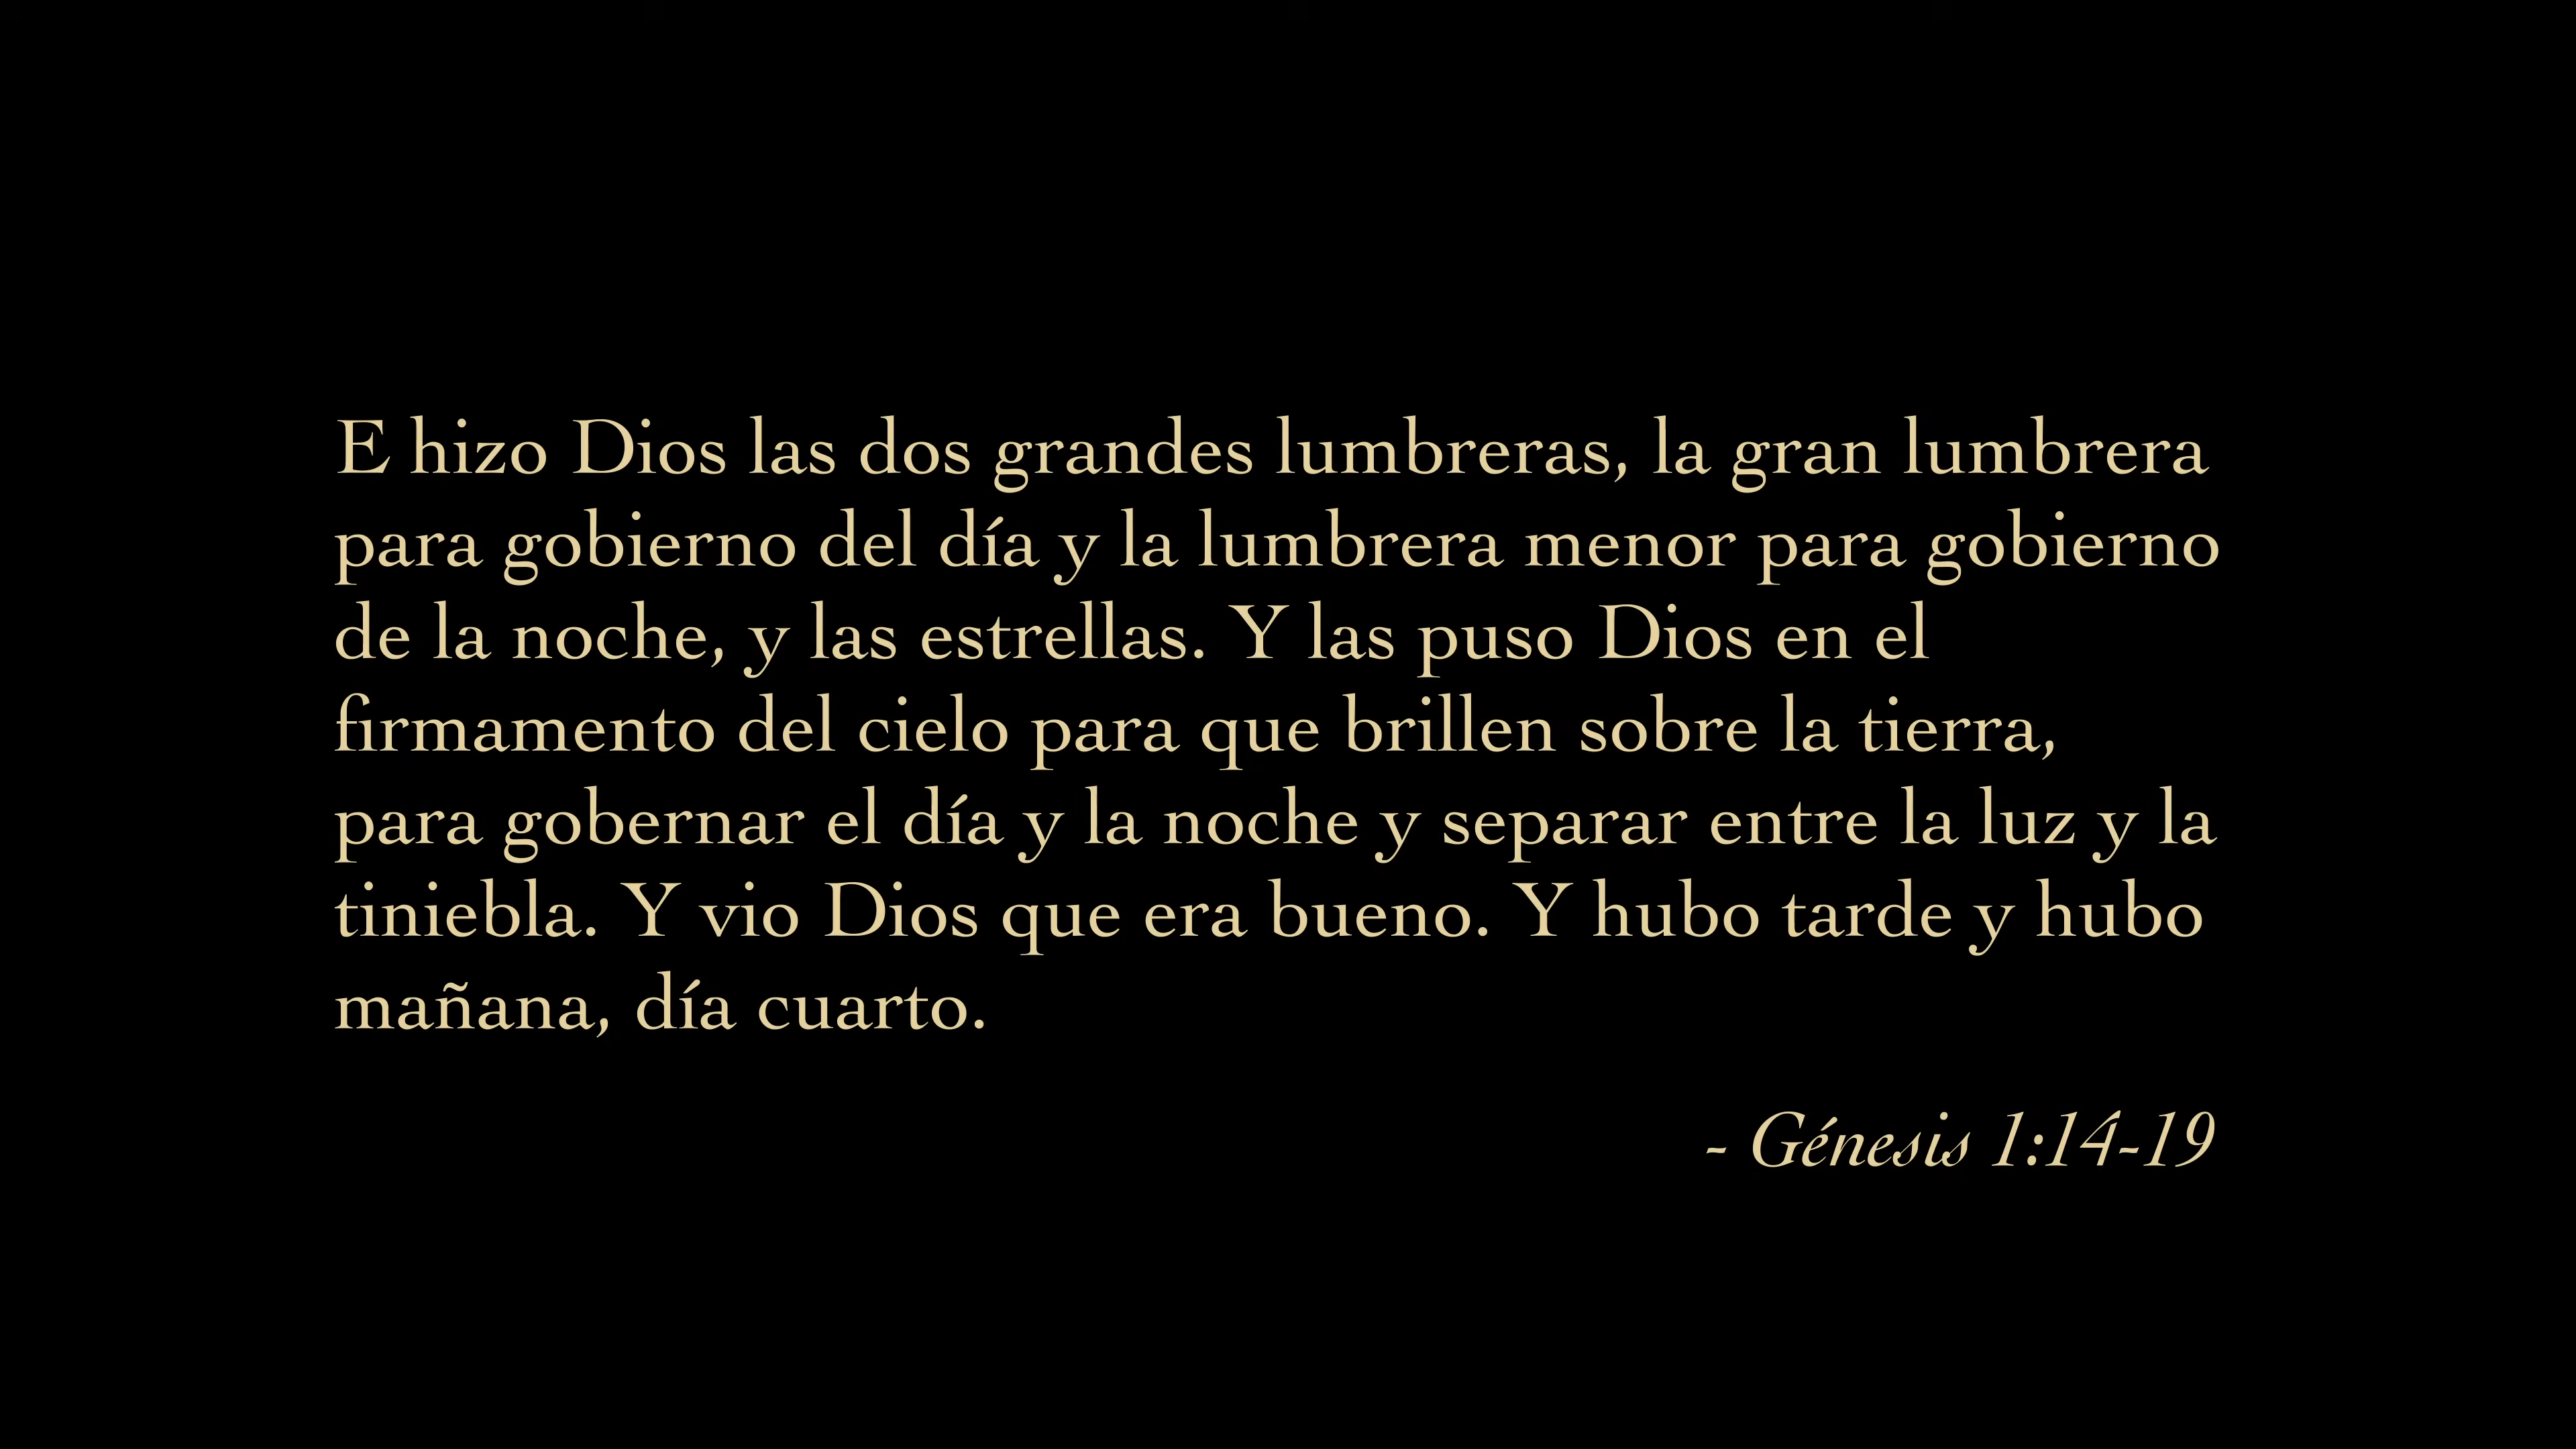 E hizo Dios las dos grandes lumbreras, la gran lumbrera
para gobierno del día y la lumbrera menor para gobierno
de la noche, y las estrellas. Y las puso Dios en el
firmamento del cielo para que brillen sobre la tierra,
para gobernar el día y la noche y separar entre la luz y la
tiniebla. Y vio Dios que era bueno. Y hubo tarde y hubo
mañana, día cuarto.
- Génesis 1:14-19